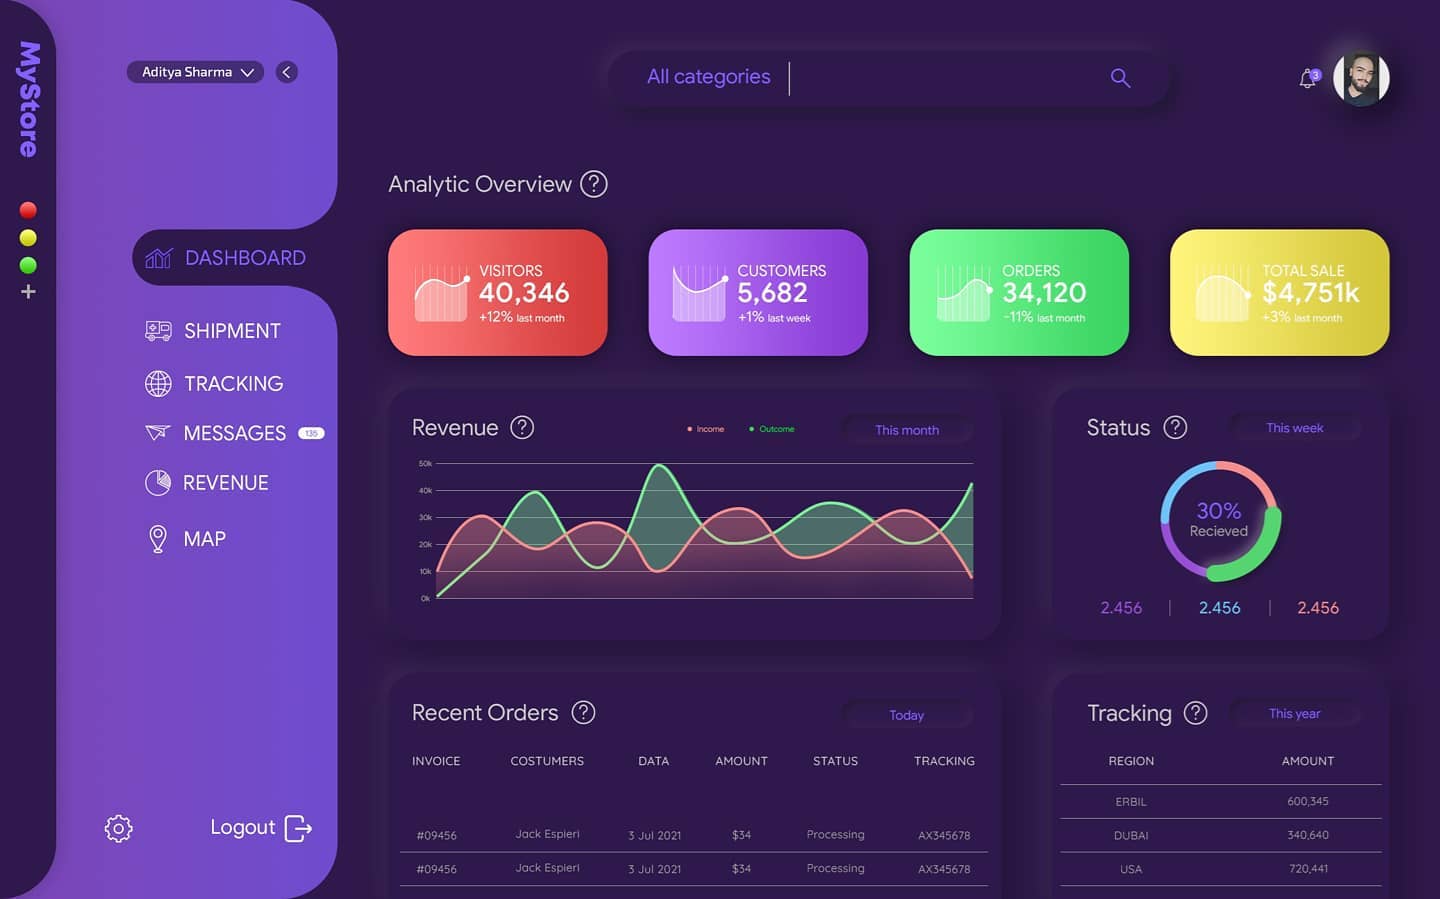 MyStore
Aditya Sharma
DASHBOARD
SHIPMENT
TRACKING
MESSAGES 135
REVENUE
MAP
Logout
All categories
3
Analytic Overview ?
VISITORS
40,346
+12% last month
CUSTOMERS
5,682
+1% last week
ORDERS
34,120
-11% last month
TOTAL SALE
$4,751k
+3% last month
Revenue ?
Income Outcome
This month
50k
40k
30k
20k
10k
0k
Status ?
This week
30%
Recieved
2.456 | 2.456 | 2.456
Recent Orders ?
Today
INVOICE COSTUMERS DATA AMOUNT STATUS TRACKING
#09456 Jack Espieri 3 Jul 2021 $34 Processing AX345678
#09456 Jack Espieri 3 Jul 2021 $34 Processing AX345678
Tracking ?
This year
REGION AMOUNT
ERBIL 600,345
DUBAI 340,640
USA 720,441